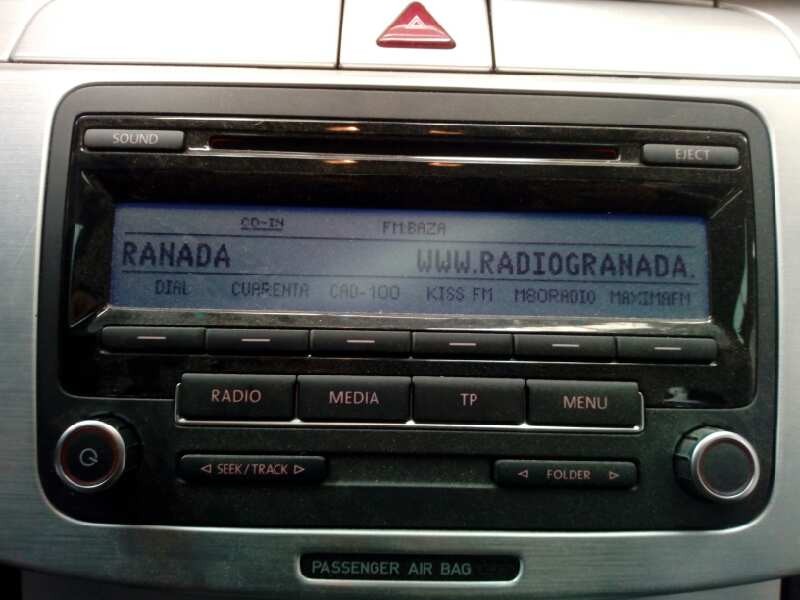 SOUND
EJECT
CD-IN FM:BAZA
RANADA WWW.RADIOGRANADA.
DIAL CUARENTA CAD-100 KISS FM M80RADIO MAXIMAFM
RADIO MEDIA TP MENU
SEEK/TRACK FOLDER
PASSENGER AIR BAG